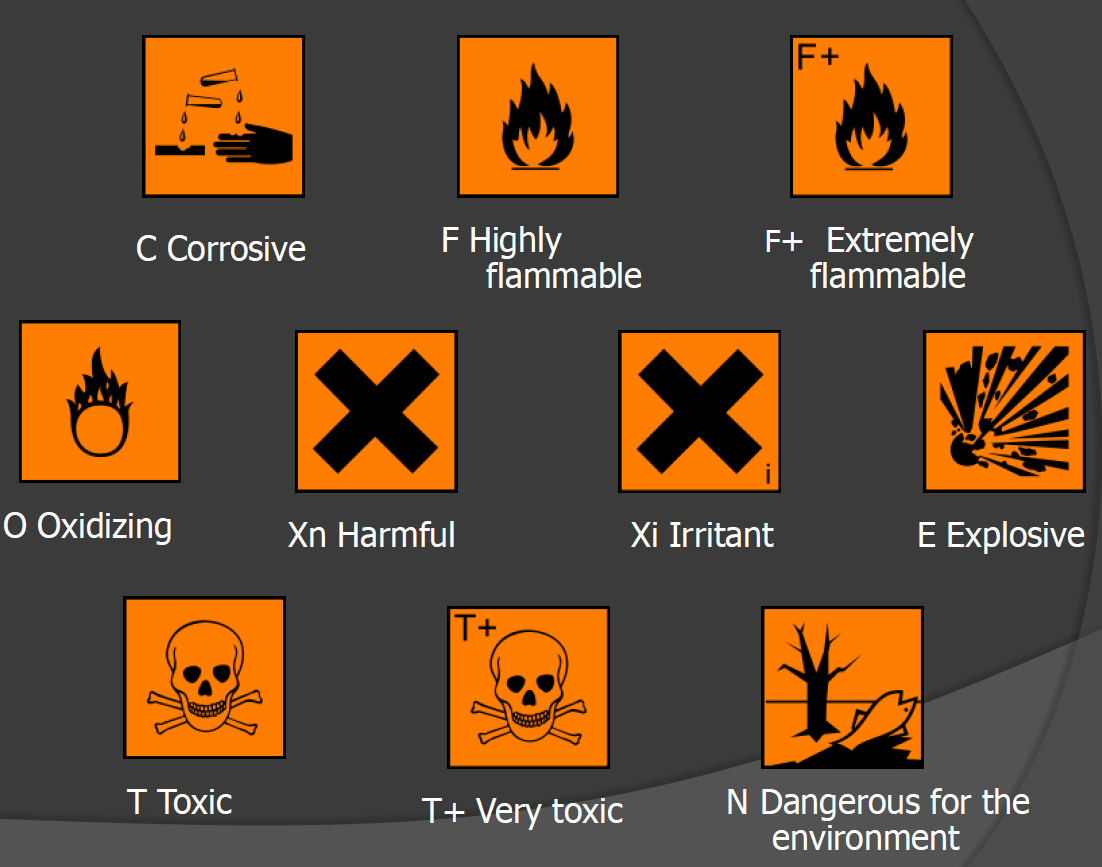 F+
C Corrosive
F Highly
flammable
F+ Extremely
flammable
i
O Oxidizing
Xn Harmful
Xi Irritant
E Explosive
T+
T Toxic
T+ Very toxic
N Dangerous for the
environment